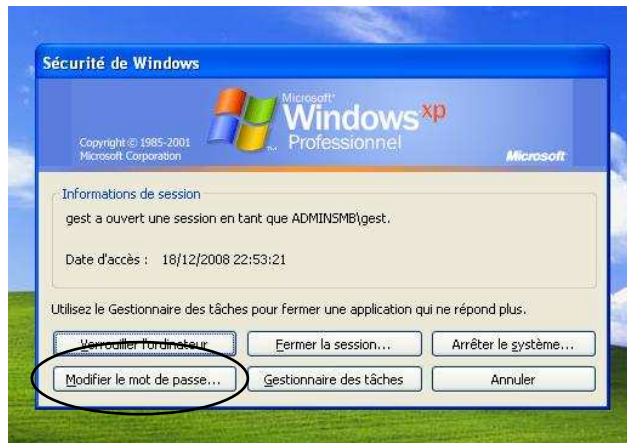 Sécurité de Windows
Microsoft®
Windows xp
Professionnel
Copyright © 1985-2001
Microsoft Corporation
Microsoft
Informations de session
gest a ouvert une session en tant que ADMINSMB\gest.
Date d'accès : 18/12/2008 22:53:21
Utilisez le Gestionnaire des tâches pour fermer une application qui ne répond plus.
Verrouiller l'ordinateur
Fermer la session...
Arrêter le système...
Modifier le mot de passe...
Gestionnaire des tâches
Annuler